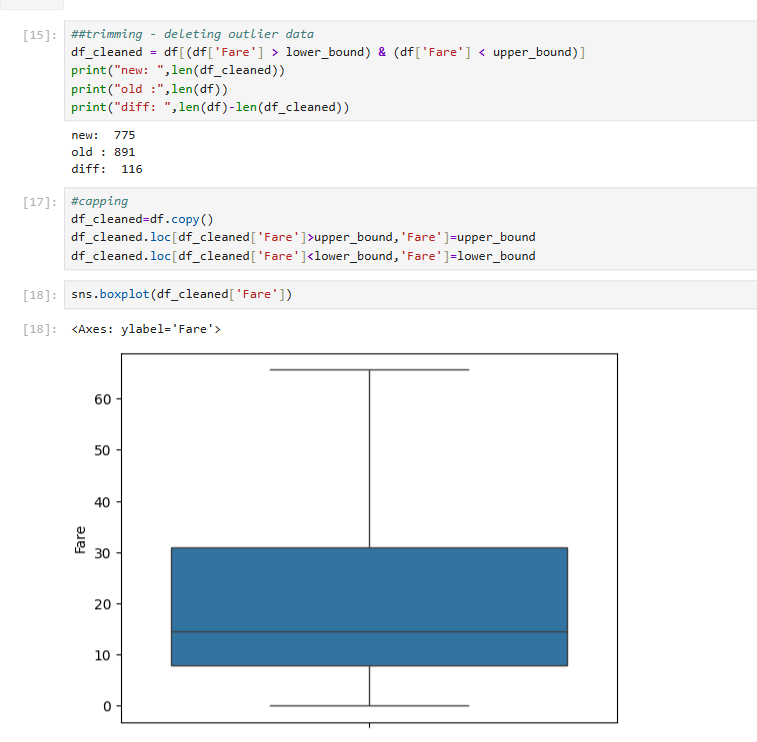 [15]: ##trimming - deleting outlier data
df_cleaned = df[(df['Fare'] > lower_bound) & (df['Fare'] < upper_bound)]
print("new: ",len(df_cleaned))
print("old :",len(df))
print("diff: ",len(df)-len(df_cleaned))
new:  775
old : 891
diff:  116
[17]: #capping
df_cleaned=df.copy()
df_cleaned.loc[df_cleaned['Fare']>upper_bound,'Fare']=upper_bound
df_cleaned.loc[df_cleaned['Fare']<lower_bound,'Fare']=lower_bound
[18]: sns.boxplot(df_cleaned['Fare'])
[18]: <Axes: ylabel='Fare'>
60
50
40
Fare
30
20
10
0